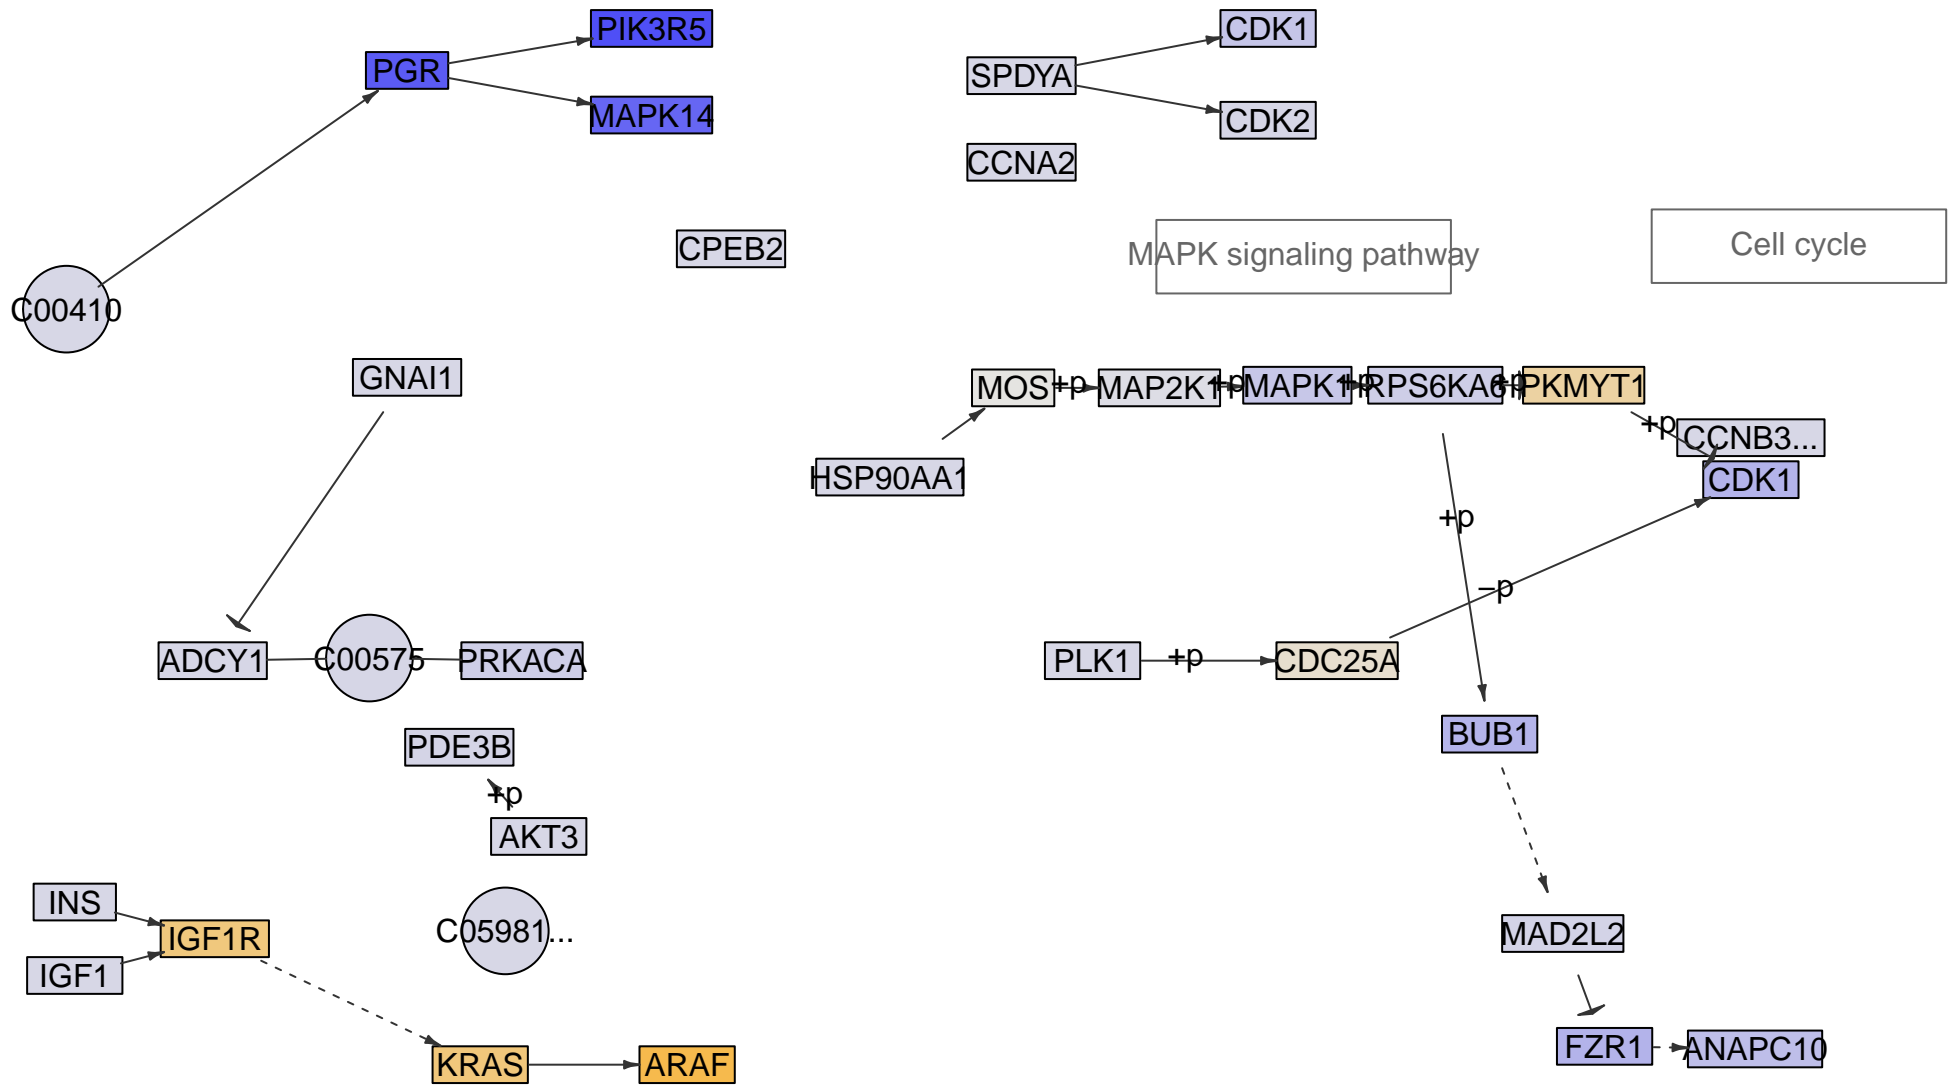 PIK3R5
CDK1
PGR
SPDYA
MAPK14
CDK2
CCNA2
CPEB2
MAPK signaling pathway
Cell cycle
C00410
GNAI1
MOS
+p
MAP2K1
+p
MAPK1
+p
RPS6KA6
+p
PKMYT1
+p
CCNB3...
HSP90AA1
CDK1
+p
−p
ADCY1
C00575
PRKACA
PLK1
+p
CDC25A
BUB1
PDE3B
+p
AKT3
INS
IGF1R
C05981...
MAD2L2
IGF1
KRAS
ARAF
FZR1
ANAPC10